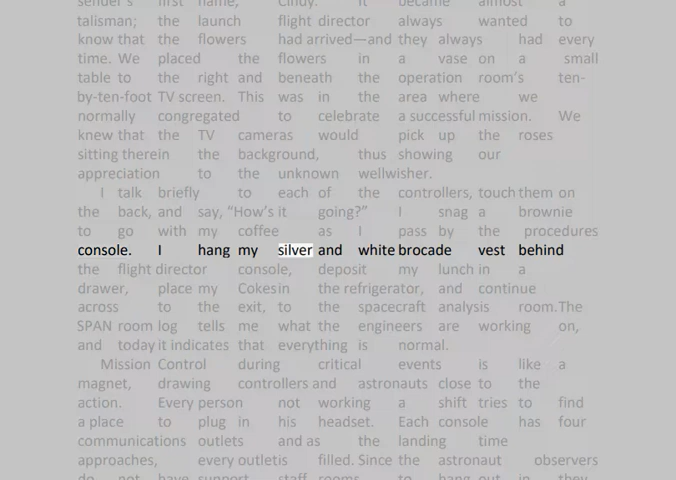 sender's first name, Cindy. It became almost a
talisman; the launch flight director always wanted to
know that the flowers had arrived—and they always had every
time. We placed the flowers in a vase on a small
table to the right and beneath the operation room's ten-
by-ten-foot TV screen. This was in the area where we
normally congregated to celebrate a successful mission. We
knew that the TV cameras would pick up the roses
sitting therein the background, thus showing our
appreciation to the unknown wellwisher.
I talk briefly to each of the controllers, touch them on
the back, and say, “How's it going?” I snag a brownie
to go with my coffee as I pass by the procedures
console. I hang my silver and white brocade vest behind
the flight director console, deposit my lunch in a
drawer, place my Cokesin the refrigerator, and continue
across to the exit, to the spacecraft analysis room.The
SPAN room log tells me what the engineers are working on,
and today it indicates that everything is normal.
Mission Control during critical events is like a
magnet, drawing controllers and astronauts close to the
action. Every person not working a shift tries to find
a place to plug in his headset. Each console has four
communications outlets and as the landing time
approaches, every outletis filled. Since the astronaut observers
do not have support staff rooms to hang out in, they